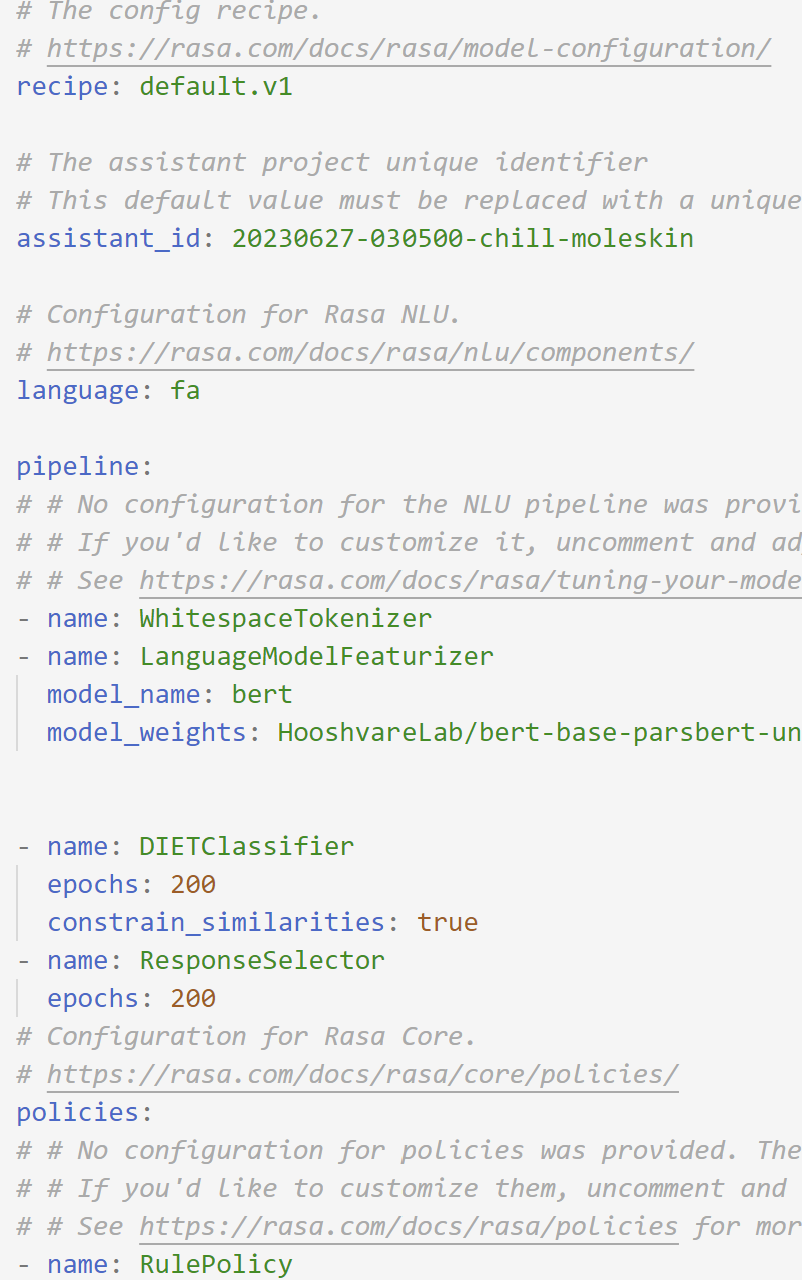 # The config recipe.
# https://rasa.com/docs/rasa/model-configuration/
recipe: default.v1
# The assistant project unique identifier
# This default value must be replaced with a unique
assistant_id: 20230627-030500-chill-moleskin
# Configuration for Rasa NLU.
# https://rasa.com/docs/rasa/nlu/components/
language: fa
pipeline:
# # No configuration for the NLU pipeline was provi
# # If you'd like to customize it, uncomment and ad
# # See https://rasa.com/docs/rasa/tuning-your-mode
- name: WhitespaceTokenizer
- name: LanguageModelFeaturizer
model_name: bert
model_weights: HooshvareLab/bert-base-parsbert-un
- name: DIETClassifier
epochs: 200
constrain_similarities: true
- name: ResponseSelector
epochs: 200
# Configuration for Rasa Core.
# https://rasa.com/docs/rasa/core/policies/
policies:
# # No configuration for policies was provided. The
# # If you'd like to customize them, uncomment and
# # See https://rasa.com/docs/rasa/policies for mor
- name: RulePolicy